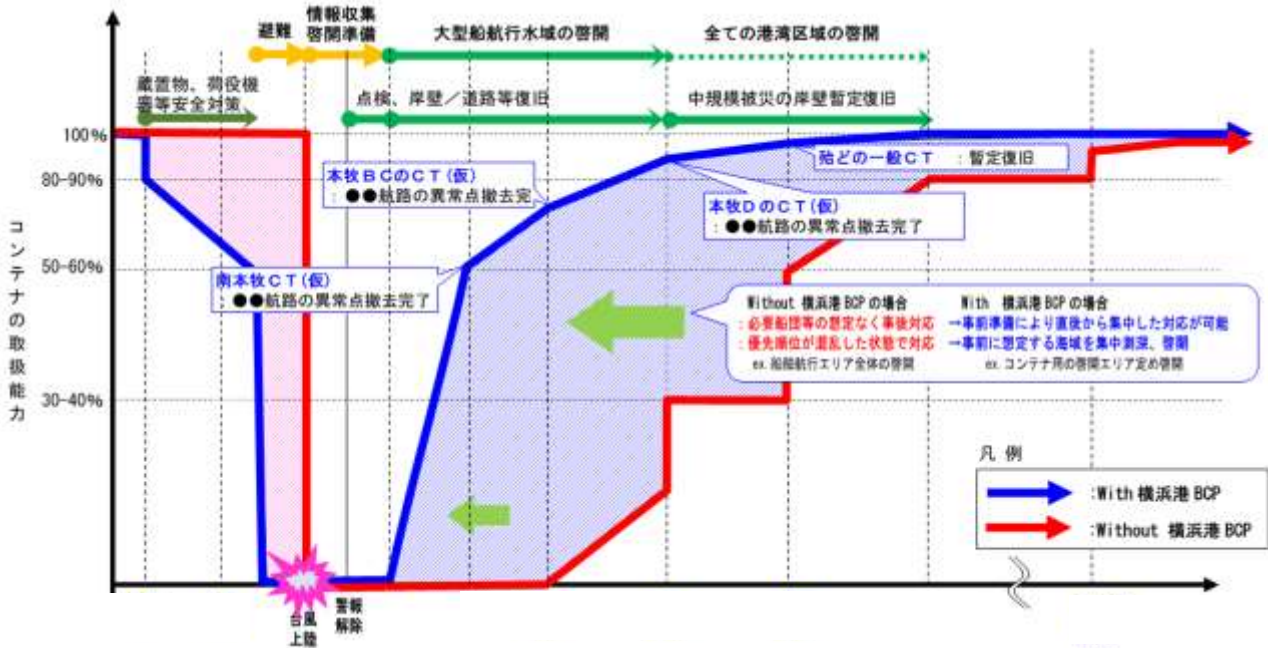 避難
情報収集
啓開準備
大型船航行水域の啓開
全ての港湾区域の啓開
蔵置物、荷役機
器等安全対策
点検、岸壁／道路等復旧
中規模被災の岸壁暫定復旧
100%
80-90%
50-60%
30-40%
コンテナの取扱能力
本牧BCのCT(仮)
：●●航路の異常点撤去完
殆どの一般CT ：暫定復旧
本牧DのCT(仮)
：●●航路の異常点撤去完了
南本牧CT(仮)
：●●航路の異常点撤去完了
Without 横浜港BCPの場合 With 横浜港BCPの場合
：必要船団等の想定なく事後対応 →事前準備により直後から集中した対応が可能
：優先順位が混乱した状態で対応 →事前に想定する海域を集中測深、啓開
ex. 船舶航行エリア全体の啓開 ex. コンテナ用の啓開エリア定め啓開
凡 例
:With 横浜港 BCP
:Without 横浜港 BCP
台風
上陸
警報
解除